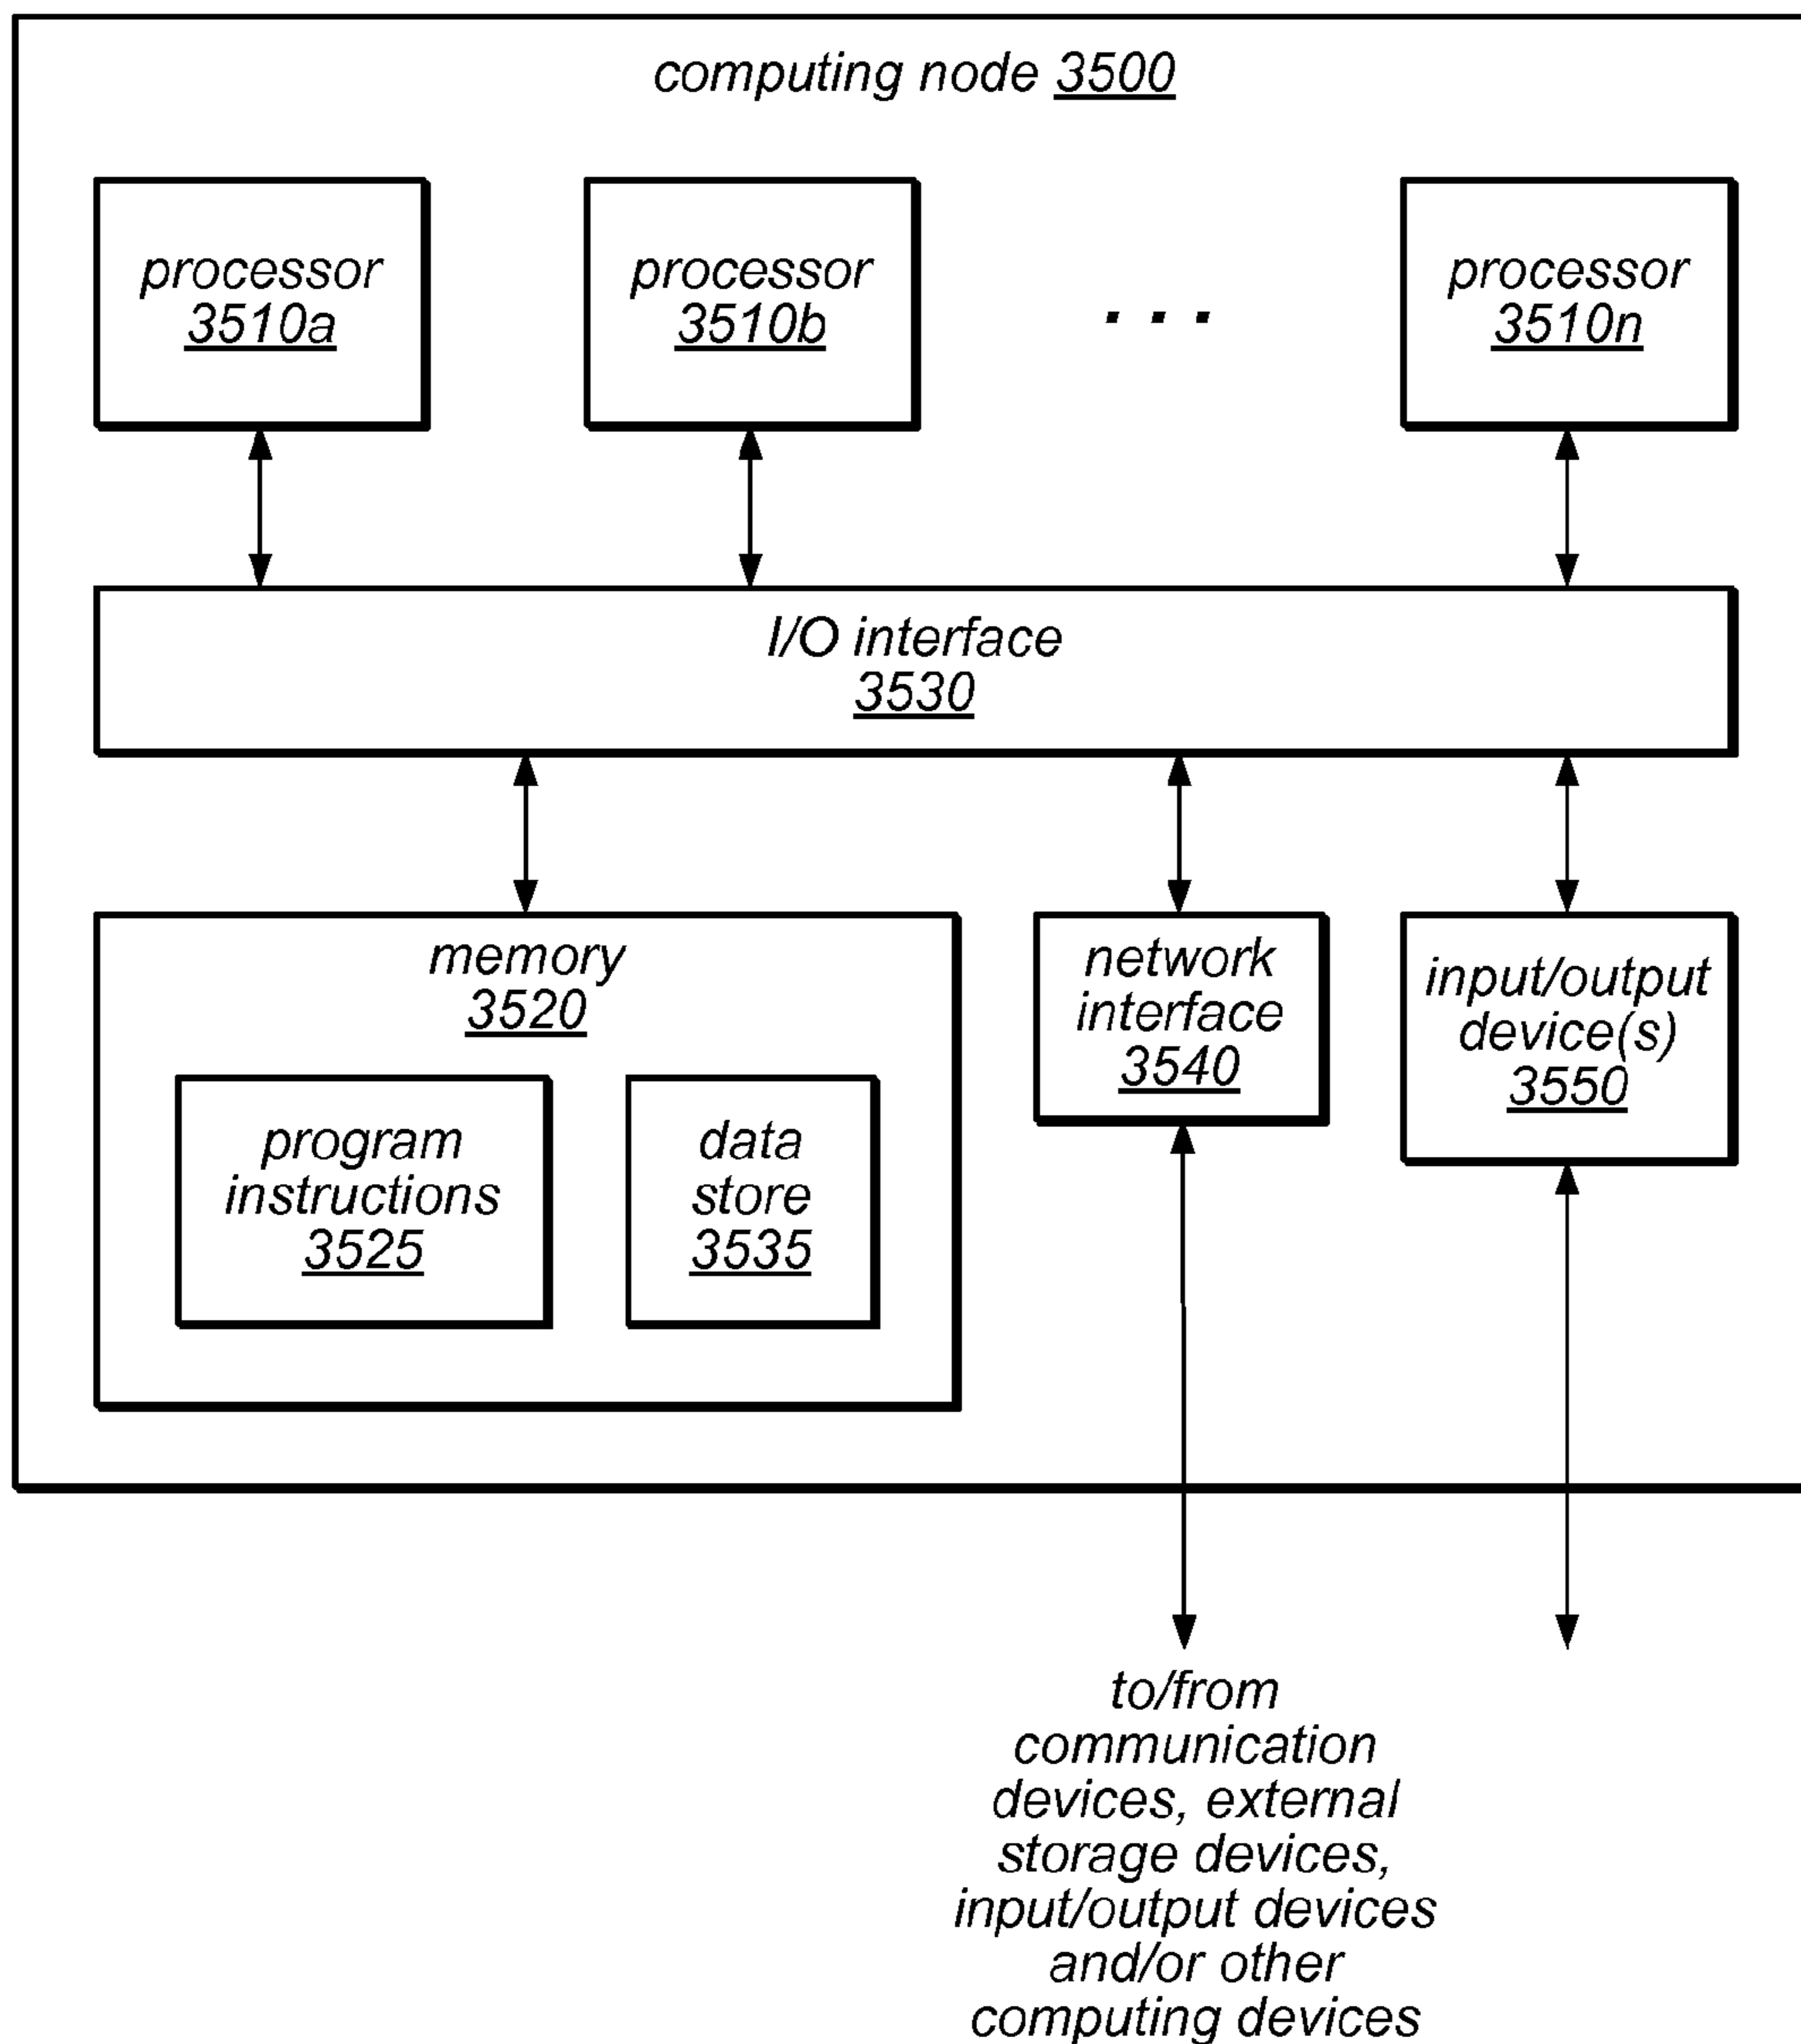 computing node 3500
processor
3510a
processor
3510b
. . .
processor
3510n
I/O interface
3530
memory
3520
program
instructions
3525
data
store
3535
network
interface
3540
input/output
device(s)
3550
to/from
communication
devices, external
storage devices,
input/output devices
and/or other
computing devices